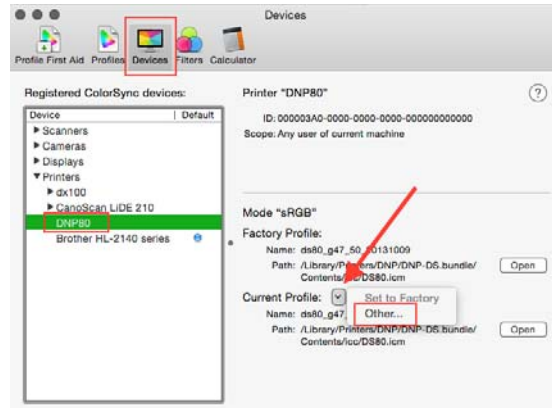 Devices
Profile First Aid Profiles Devices Filters Calculator
Registered ColorSync devices:
Device Default
Scanners
Cameras
Displays
Printers
dx100
CanoScan LiDE 210
DNP80
Brother HL-2140 series
Printer "DNP80"
?
ID: 000003A0-0000-0000-0000-000000000000
Scope: Any user of current machine
Mode "sRGB"
Factory Profile:
Name: ds80_g47_50_20131009
Path: /Library/Printers/DNP/DNP-DS.bundle/
Contents/icc/DS80.icm
Open
Current Profile:
Set to Factory
Other...
Name: ds80_g47_
Path: /Library/Printers/DNP/DNP-DS.bundle/
Contents/icc/DS80.icm
Open